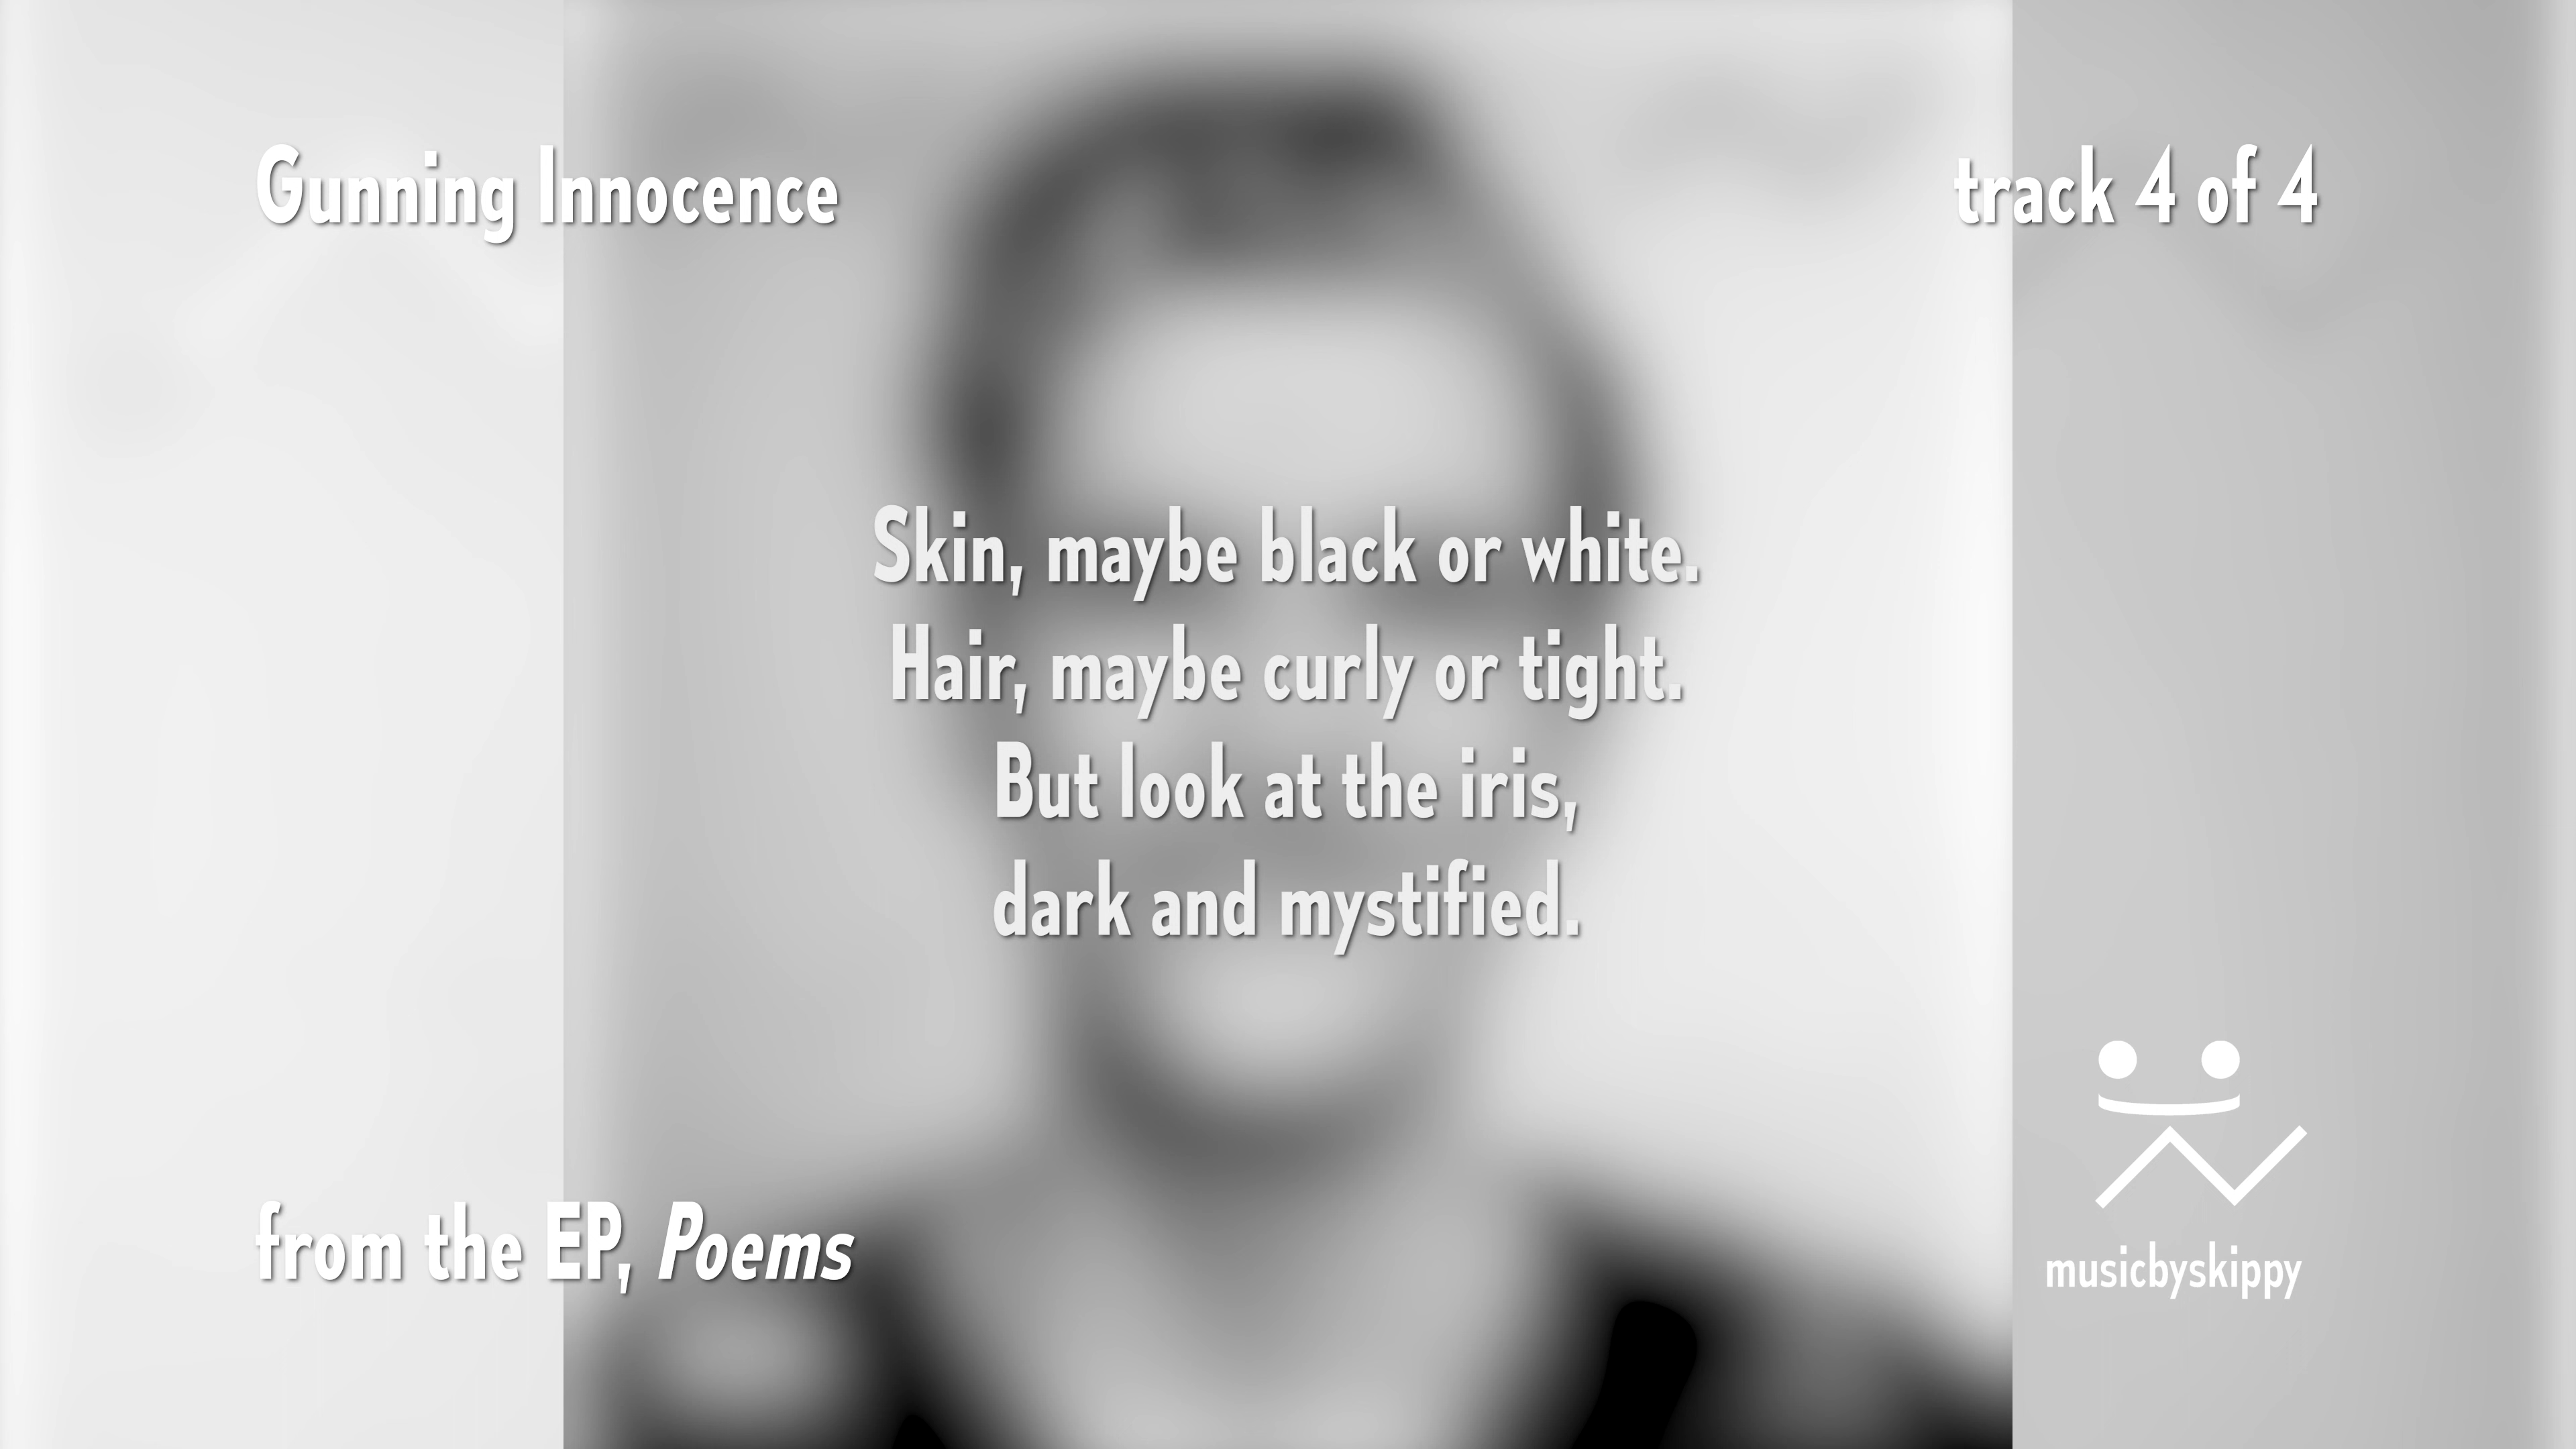 Gunning Innocence
track 4 of 4
Skin, maybe black or white.
Hair, maybe curly or tight.
But look at the iris,
dark and mystified.
from the EP, Poems
musicbyskippy